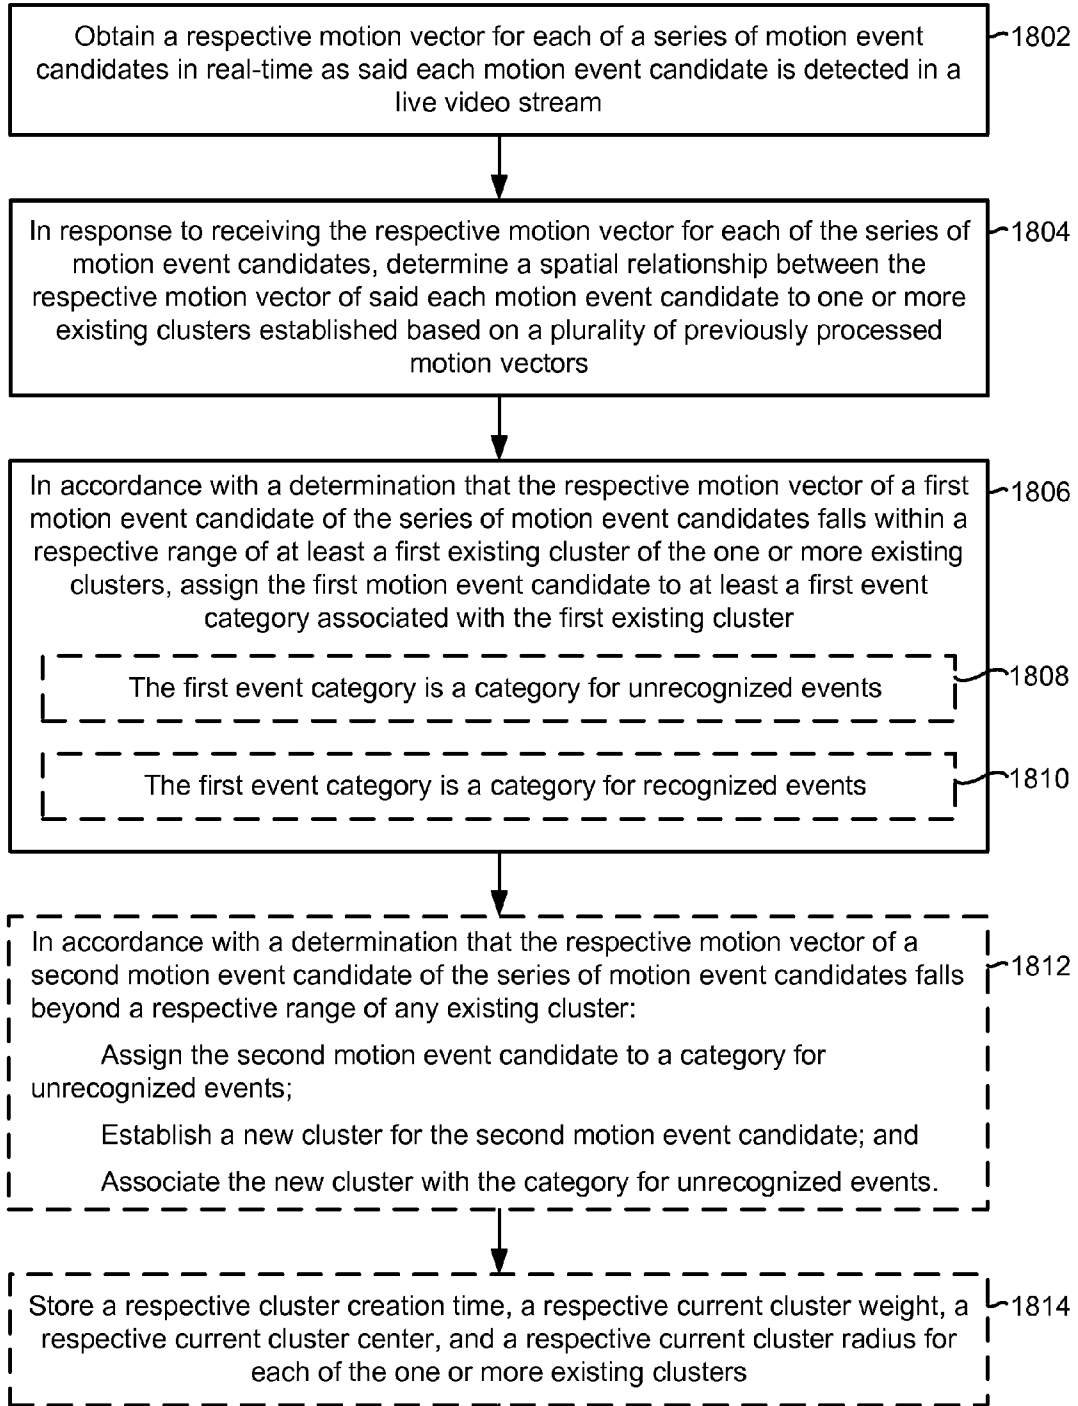 Obtain a respective motion vector for each of a series of motion event
candidates in real-time as said each motion event candidate is detected in a
live video stream
1802
In response to receiving the respective motion vector for each of the series of
motion event candidates, determine a spatial relationship between the
respective motion vector of said each motion event candidate to one or more
existing clusters established based on a plurality of previously processed
motion vectors
1804
In accordance with a determination that the respective motion vector of a first
motion event candidate of the series of motion event candidates falls within a
respective range of at least a first existing cluster of the one or more existing
clusters, assign the first motion event candidate to at least a first event
category associated with the first existing cluster
1806
The first event category is a category for unrecognized events
1808
The first event category is a category for recognized events
1810
In accordance with a determination that the respective motion vector of a
second motion event candidate of the series of motion event candidates falls
beyond a respective range of any existing cluster:
Assign the second motion event candidate to a category for
unrecognized events;
Establish a new cluster for the second motion event candidate; and
Associate the new cluster with the category for unrecognized events.
1812
Store a respective cluster creation time, a respective current cluster weight, a
respective current cluster center, and a respective current cluster radius for
each of the one or more existing clusters
1814